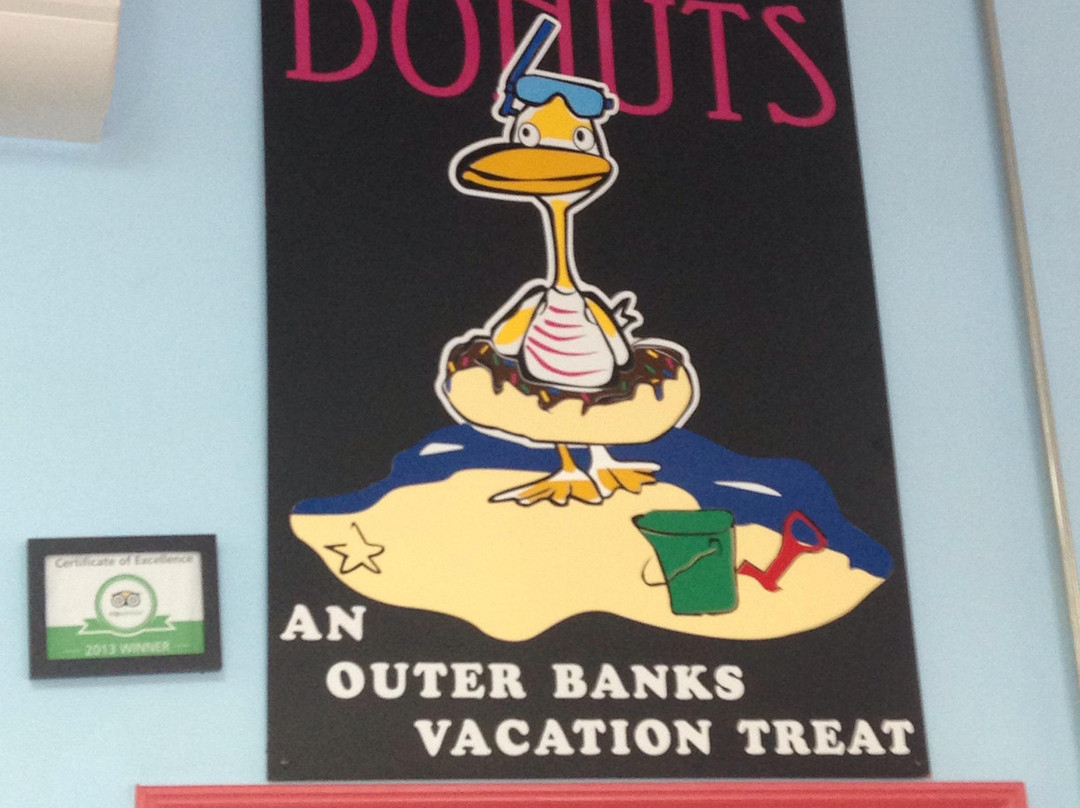 DONUTS
AN
OUTER BANKS
VACATION TREAT
Certificate of Excellence
2013 WINNER